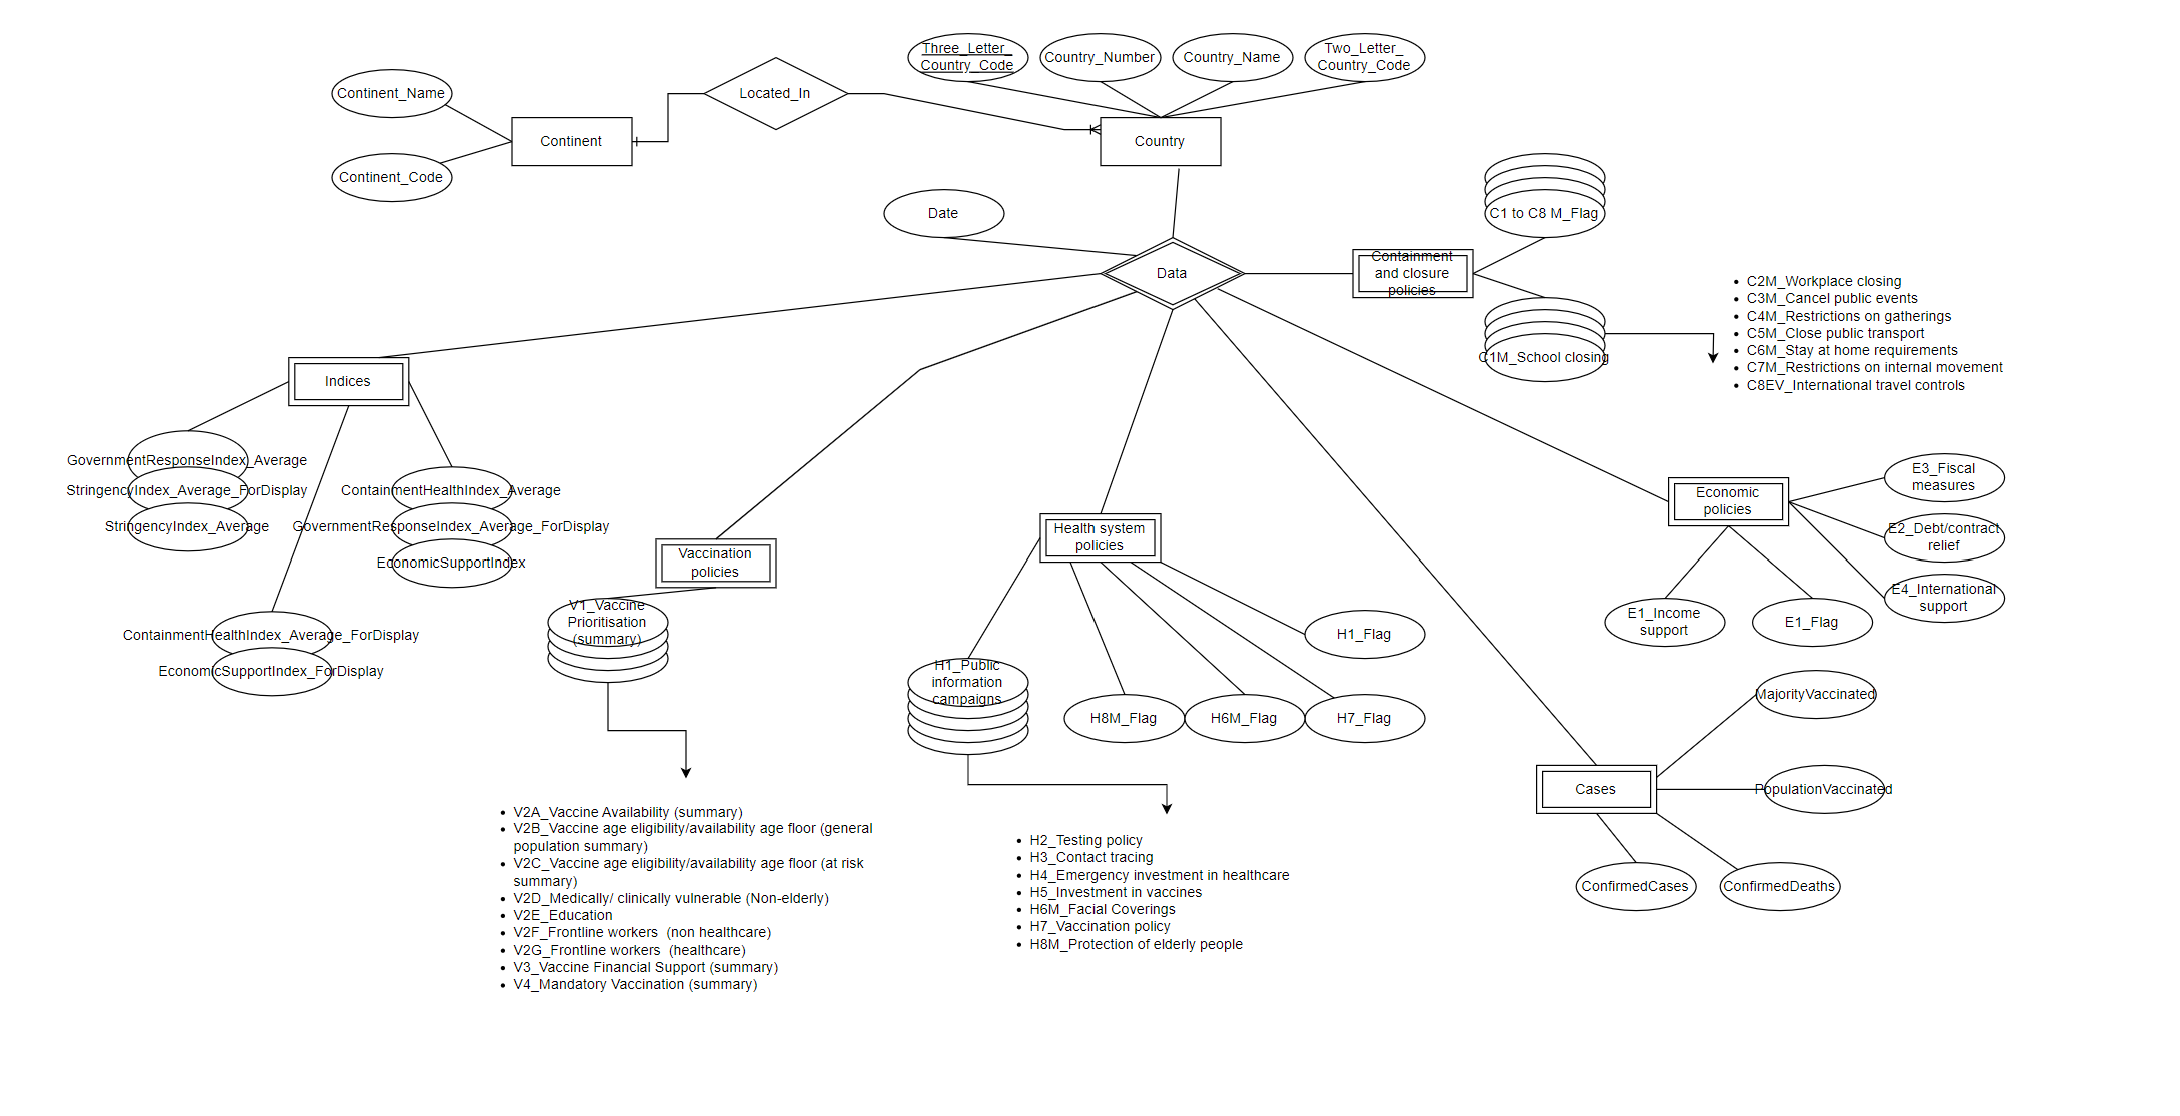 Three_Letter_
Country_Code
Country_Number
Country_Name
Two_Letter_
Country_Code
Continent_Name
Located_In
Continent
Country
Continent_Code
Date
C1 to C8 M_Flag
Data
Containment
and closure
policies
C2M_Workplace closing
C3M_Cancel public events
C4M_Restrictions on gatherings
C5M_Close public transport
C6M_Stay at home requirements
C7M_Restrictions on internal movement
C8EV_International travel controls
C1M_School closing
Indices
GovernmentResponseIndex_Average
StringencyIndex_Average_ForDisplay
StringencyIndex_Average
ContainmentHealthIndex_Average
GovernmentResponseIndex_Average_ForDisplay
EconomicSupportIndex
ContainmentHealthIndex_Average_ForDisplay
EconomicSupportIndex_ForDisplay
Vaccination
policies
V1_Vaccine
Prioritisation
(summary)
V2A_Vaccine Availability (summary)
V2B_Vaccine age eligibility/availability age floor (general
population summary)
V2C_Vaccine age eligibility/availability age floor (at risk
summary)
V2D_Medically/ clinically vulnerable (Non-elderly)
V2E_Education
V2F_Frontline workers  (non healthcare)
V2G_Frontline workers  (healthcare)
V3_Vaccine Financial Support (summary)
V4_Mandatory Vaccination (summary)
Health system
policies
H1_Public
information
campaigns
H1_Flag
H8M_Flag
H6M_Flag
H7_Flag
H2_Testing policy
H3_Contact tracing
H4_Emergency investment in healthcare
H5_Investment in vaccines
H6M_Facial Coverings
H7_Vaccination policy
H8M_Protection of elderly people
Economic
policies
E3_Fiscal
measures
E2_Debt/contract
relief
E4_International
support
E1_Income
support
E1_Flag
Cases
MajorityVaccinated
PopulationVaccinated
ConfirmedCases
ConfirmedDeaths